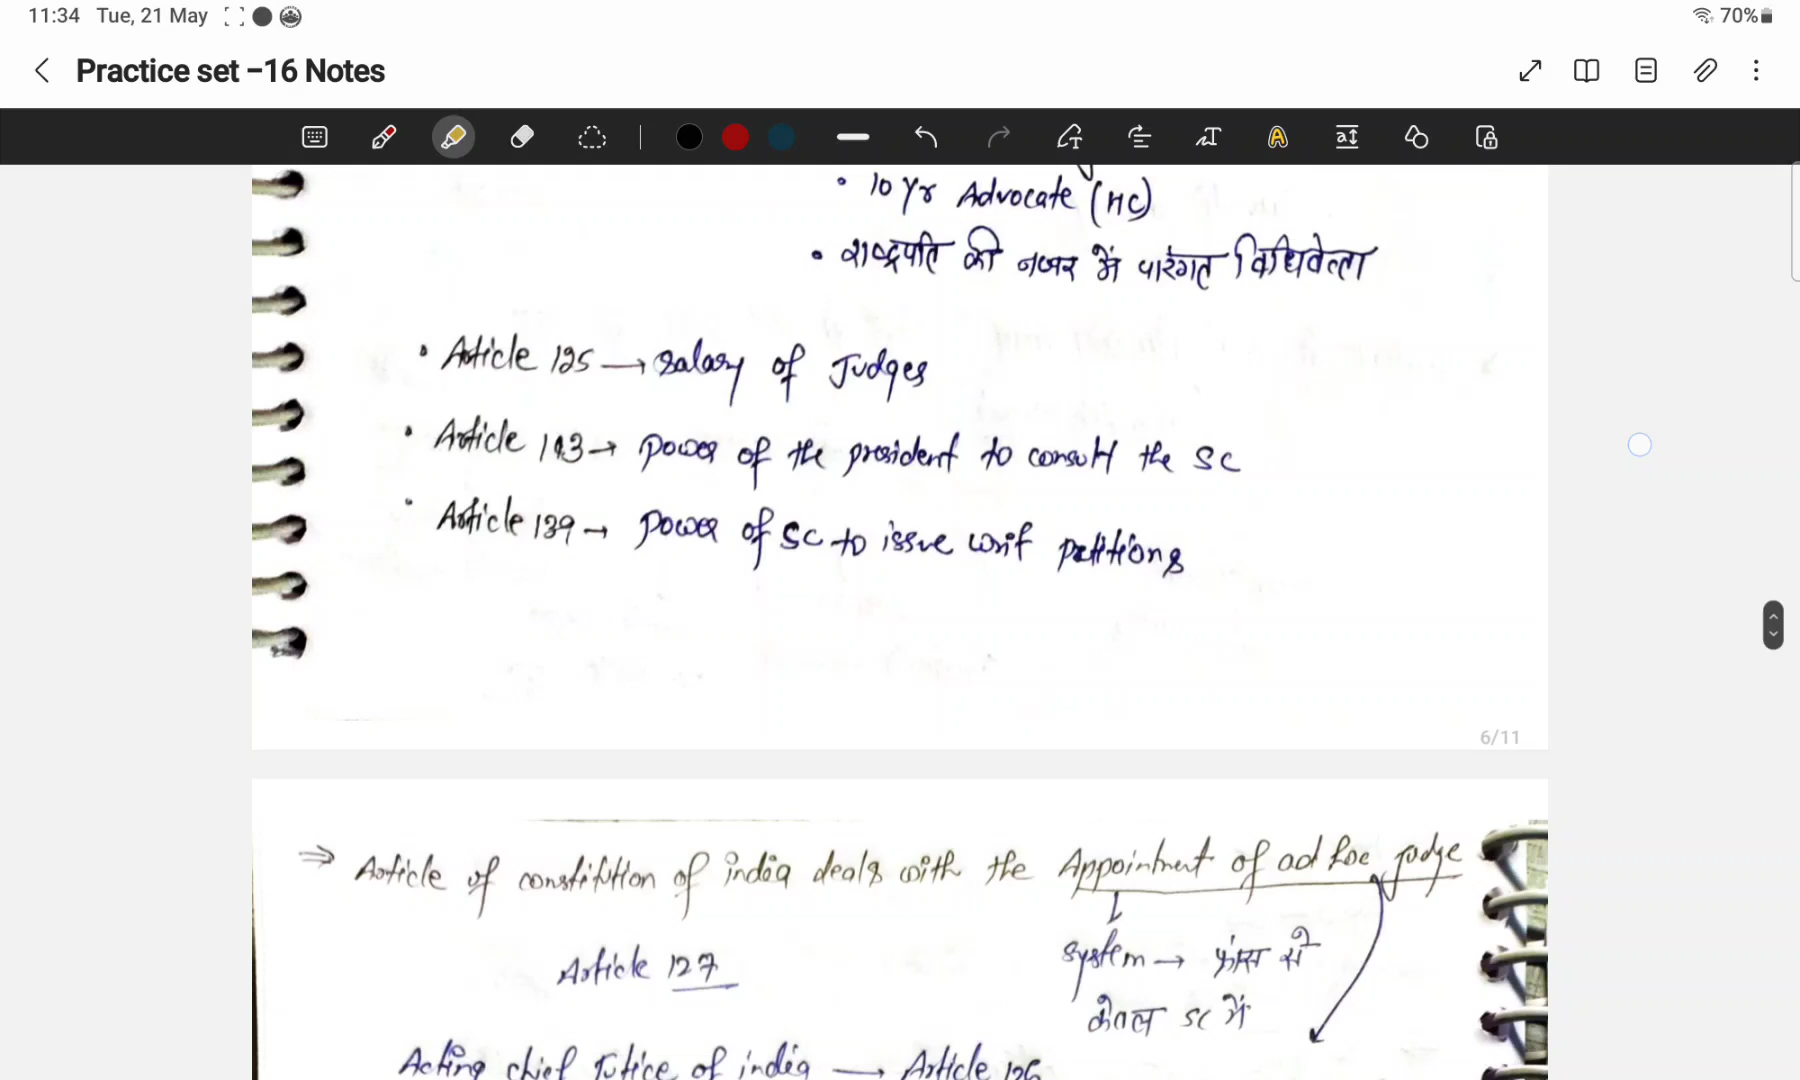 11:34 Tue, 21 May
70%
Practice set –16 Notes
• 10 Yr Advocate (HC)
• राष्ट्रपति की नजर में पारंगत विधिवेत्ता
• Article 125 → Salary of Judges
• Article 143 → Power of the president to consult the SC
• Article 139 → Power of SC to issue writ petitions
6/11
⇒ Article of constitution of india deals with the Appointment of ad hoc judge
Article 127
System → फ्रांस से
केवल SC में
Acting chief Jutice of india → Article 126